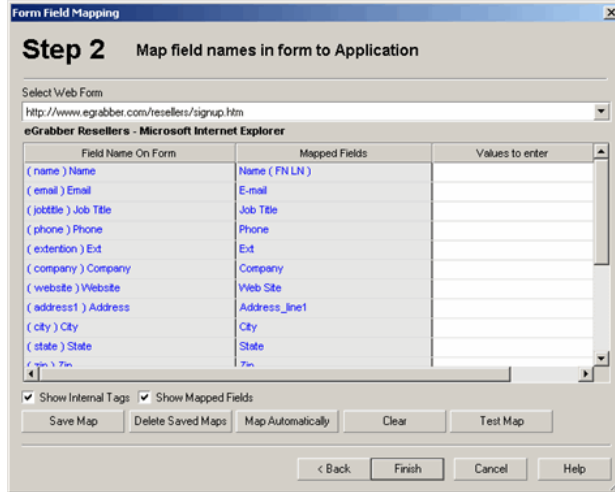 Form Field Mapping
Step 2 Map field names in form to Application
Select Web Form
http://www.egrabber.com/resellers/signup.htm
eGrabber Resellers - Microsoft Internet Explorer
Field Name On Form Mapped Fields Values to enter
( name ) Name Name ( FN LN )
( email ) Email E-mail
( jobtitle ) Job Title Job Title
( phone ) Phone Phone
( extention ) Ext Ext
( company ) Company Company
( website ) Website Web Site
( address1 ) Address Address_line1
( city ) City City
( state ) State State
( zip ) Zip Zip
Show Internal Tags Show Mapped Fields
Save Map Delete Saved Maps Map Automatically Clear Test Map
< Back Finish Cancel Help